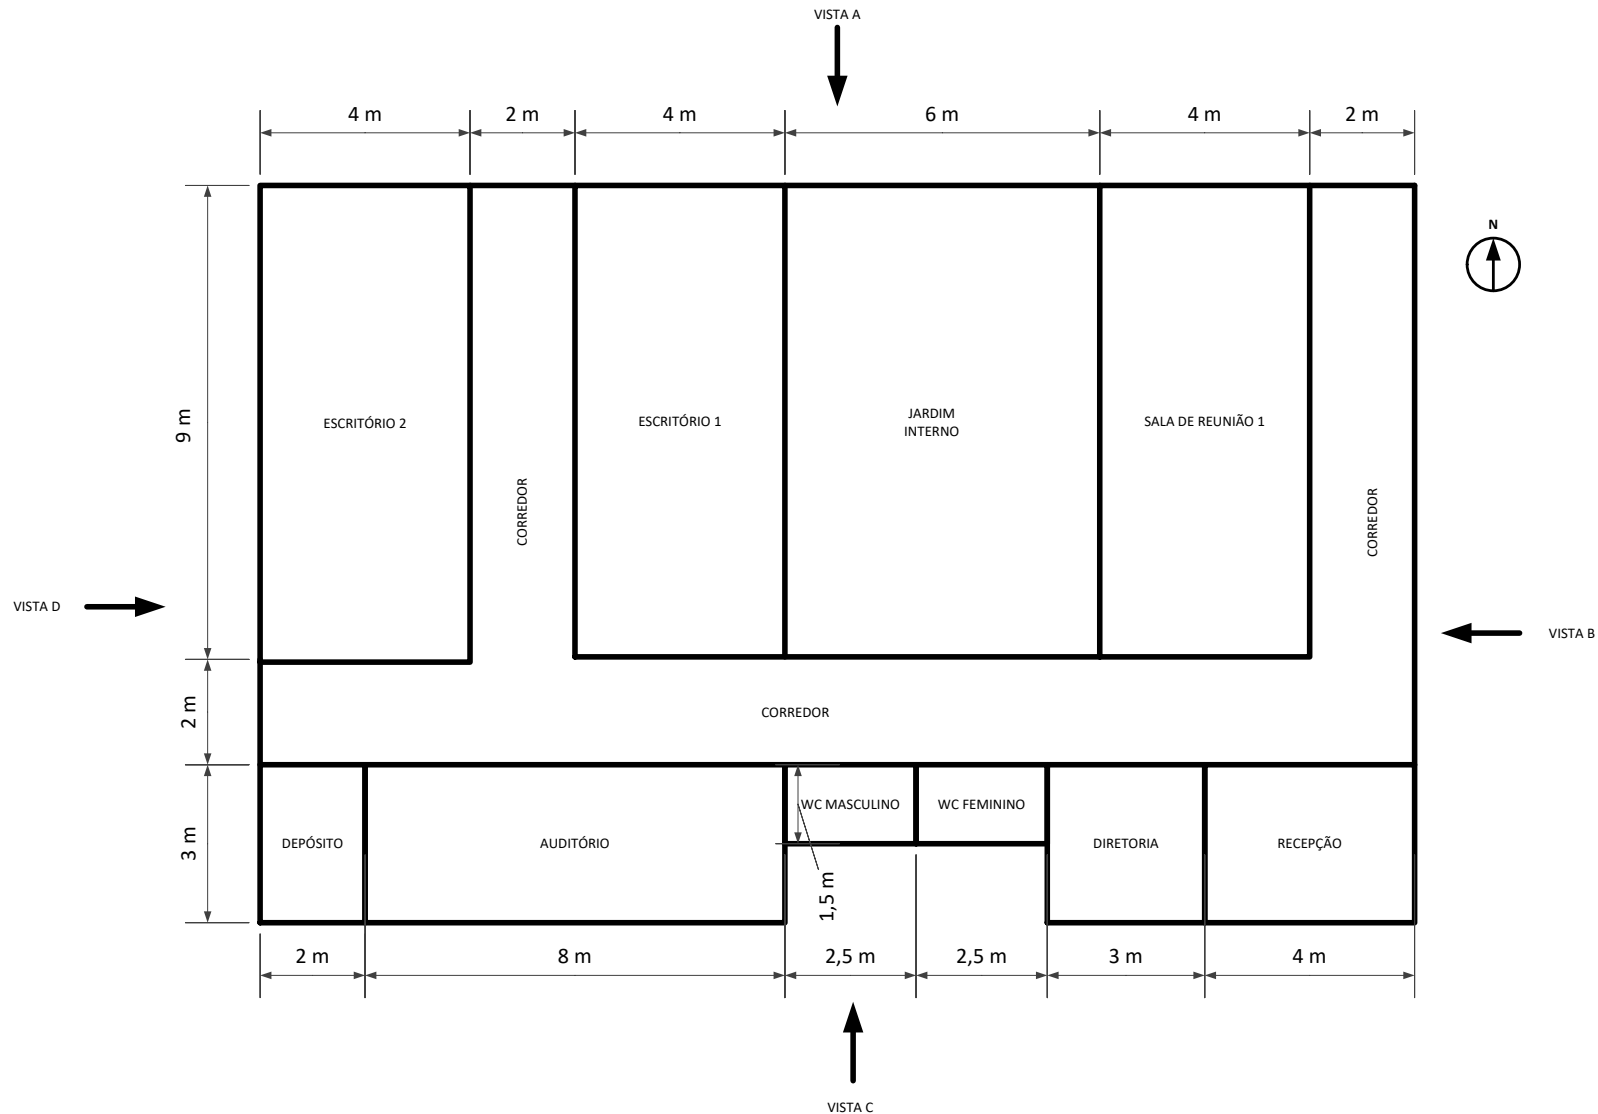 VISTA A
4 m
2 m
4 m
6 m
4 m
2 m
N
9 m
ESCRITÓRIO 2
ESCRITÓRIO 1
JARDIM
INTERNO
SALA DE REUNIÃO 1
CORREDOR
CORREDOR
VISTA D
VISTA B
2 m
CORREDOR
3 m
DEPÓSITO
AUDITÓRIO
WC MASCULINO
WC FEMININO
DIRETORIA
RECEPÇÃO
1,5 m
2 m
8 m
2,5 m
2,5 m
3 m
4 m
VISTA C